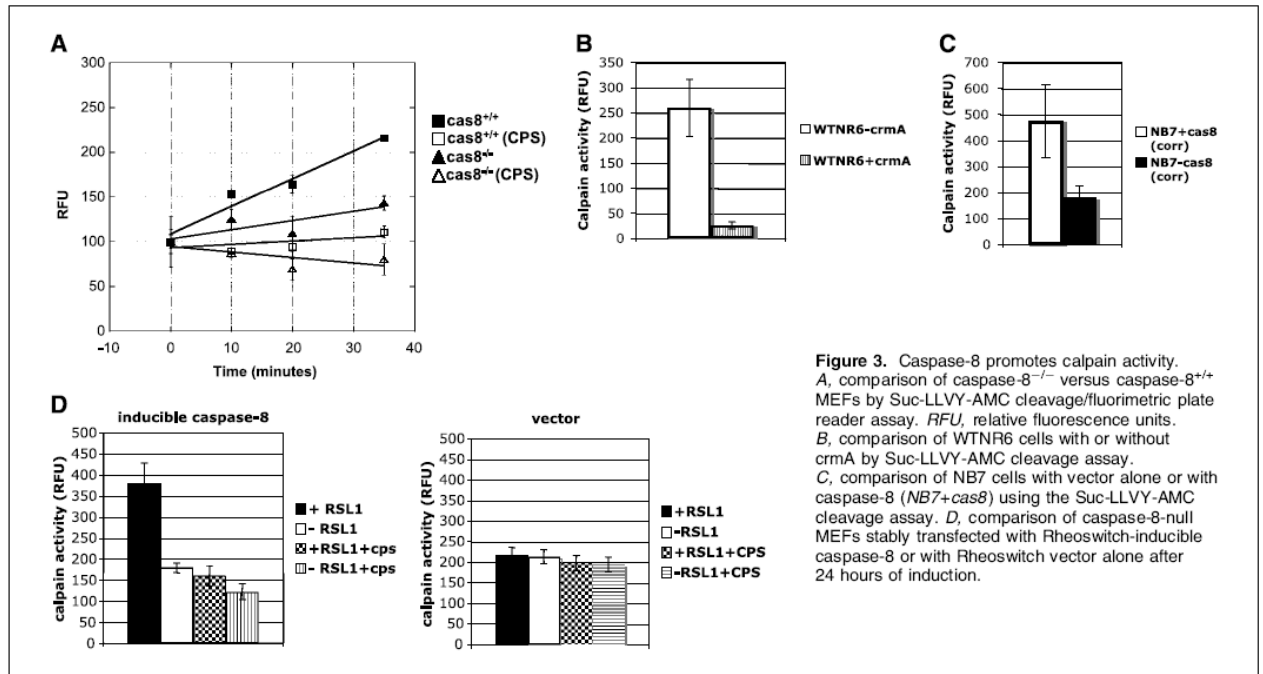 A
300
250
200
150
100
50
0
RFU
−10
0
10
20
30
40
Time (minutes)
cas8+/+
cas8+/+ (CPS)
cas8-/-
cas8-/- (CPS)
B
350
300
250
200
150
100
50
0
Calpain activity (RFU)
WTNR6-crmA
WTNR6+crmA
C
700
600
500
400
300
200
100
0
Calpain activity (RFU)
NB7+cas8
(corr)
NB7-cas8
(corr)
D
inducible caspase-8
500
450
400
350
300
250
200
150
100
50
0
calpain activity (RFU)
+ RSL1
− RSL1
+RSL1+cps
− RSL1+cps
vector
500
450
400
350
300
250
200
150
100
50
0
calpain activity (RFU)
+RSL1
−RSL1
+RSL1+CPS
−RSL1+CPS
Figure 3. Caspase-8 promotes calpain activity.
A, comparison of caspase-8−/− versus caspase-8+/+
MEFs by Suc-LLVY-AMC cleavage/fluorimetric plate
reader assay. RFU, relative fluorescence units.
B, comparison of WTNR6 cells with or without
crmA by Suc-LLVY-AMC cleavage assay.
C, comparison of NB7 cells with vector alone or with
caspase-8 (NB7+cas8) using the Suc-LLVY-AMC
cleavage assay. D, comparison of caspase-8-null
MEFs stably transfected with Rheoswitch-inducible
caspase-8 or with Rheoswitch vector alone after
24 hours of induction.